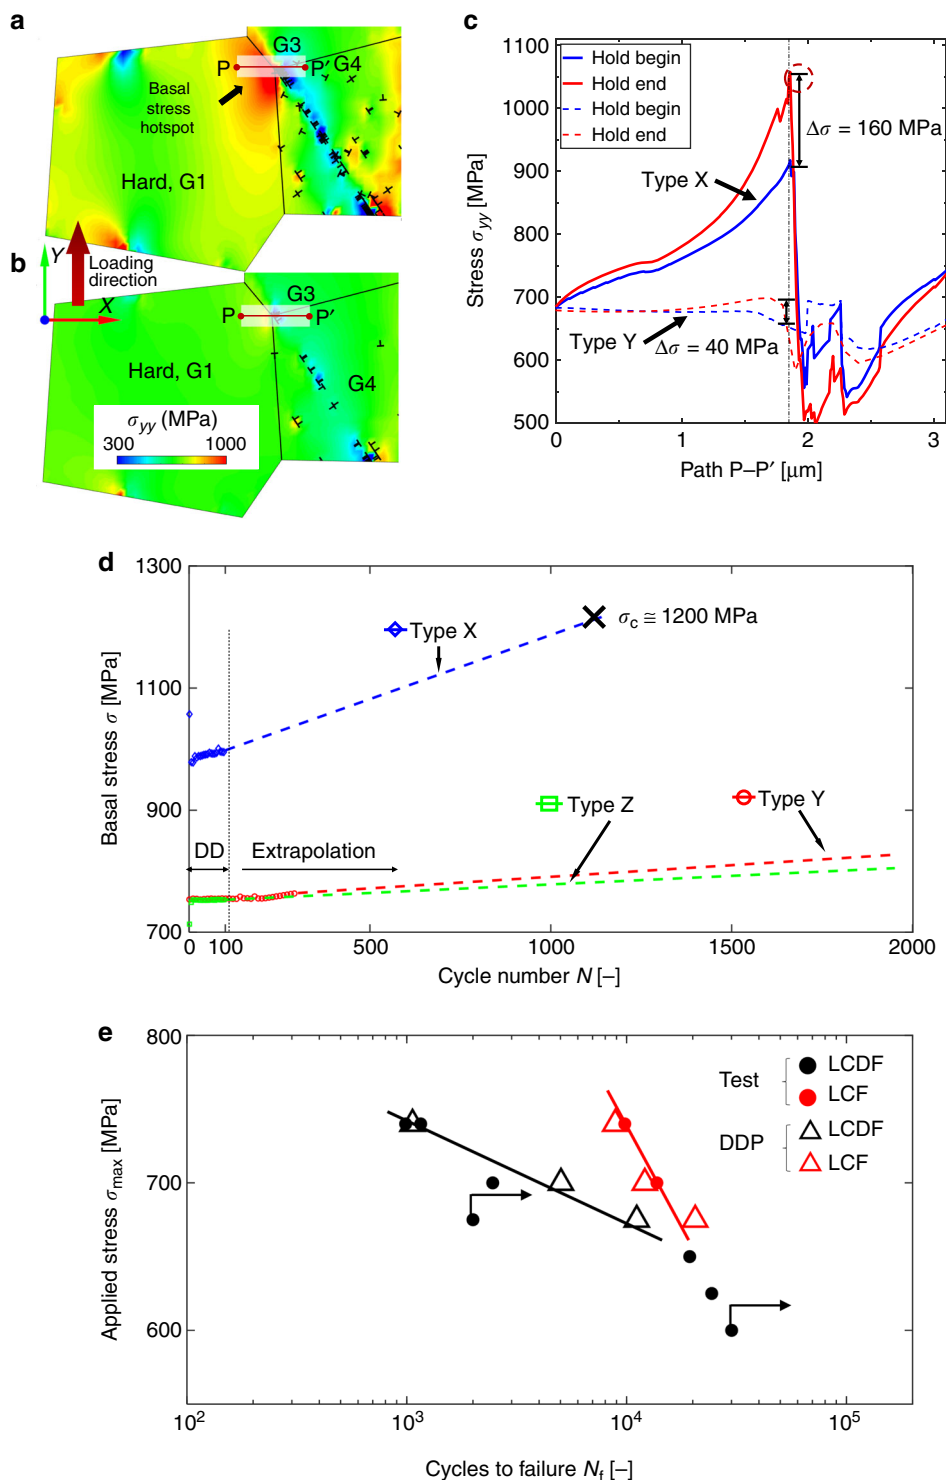 a
G3
P
P′
G4
Basal
stress
hotspot
Hard, G1
b
Y
Loading
direction
X
G3
P
P′
Hard, G1
G4
σyy (MPa)
300
1000
c
1100
1000
900
800
700
600
500
Stress σyy [MPa]
Hold begin
Hold end
Hold begin
Hold end
Δσ = 160 MPa
Type X
Type Y
Δσ = 40 MPa
0
1
2
3
Path P–P′ [μm]
d
1300
1100
900
700
Basal stress σ [MPa]
Type X
σc ≅ 1200 MPa
Type Z
Type Y
DD
Extrapolation
0
100
500
1000
1500
2000
Cycle number N [–]
e
800
700
600
Applied stress σmax [MPa]
Test
LCDF
LCF
DDP
LCDF
LCF
10²
10³
10⁴
10⁵
Cycles to failure Nf [–]